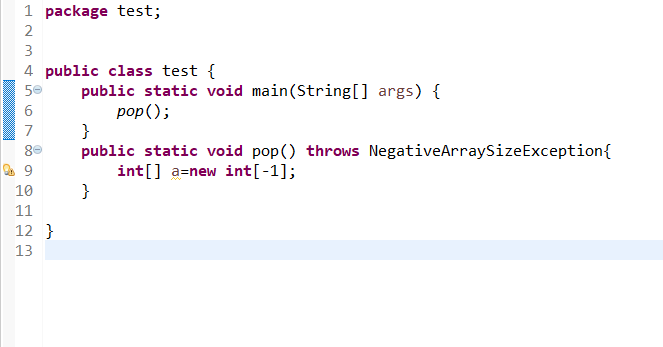 1 package test;
2
3
4 public class test {
5 public static void main(String[] args) {
6 pop();
7 }
8 public static void pop() throws NegativeArraySizeException{
9 int[] a=new int[-1];
10 }
11
12 }
13